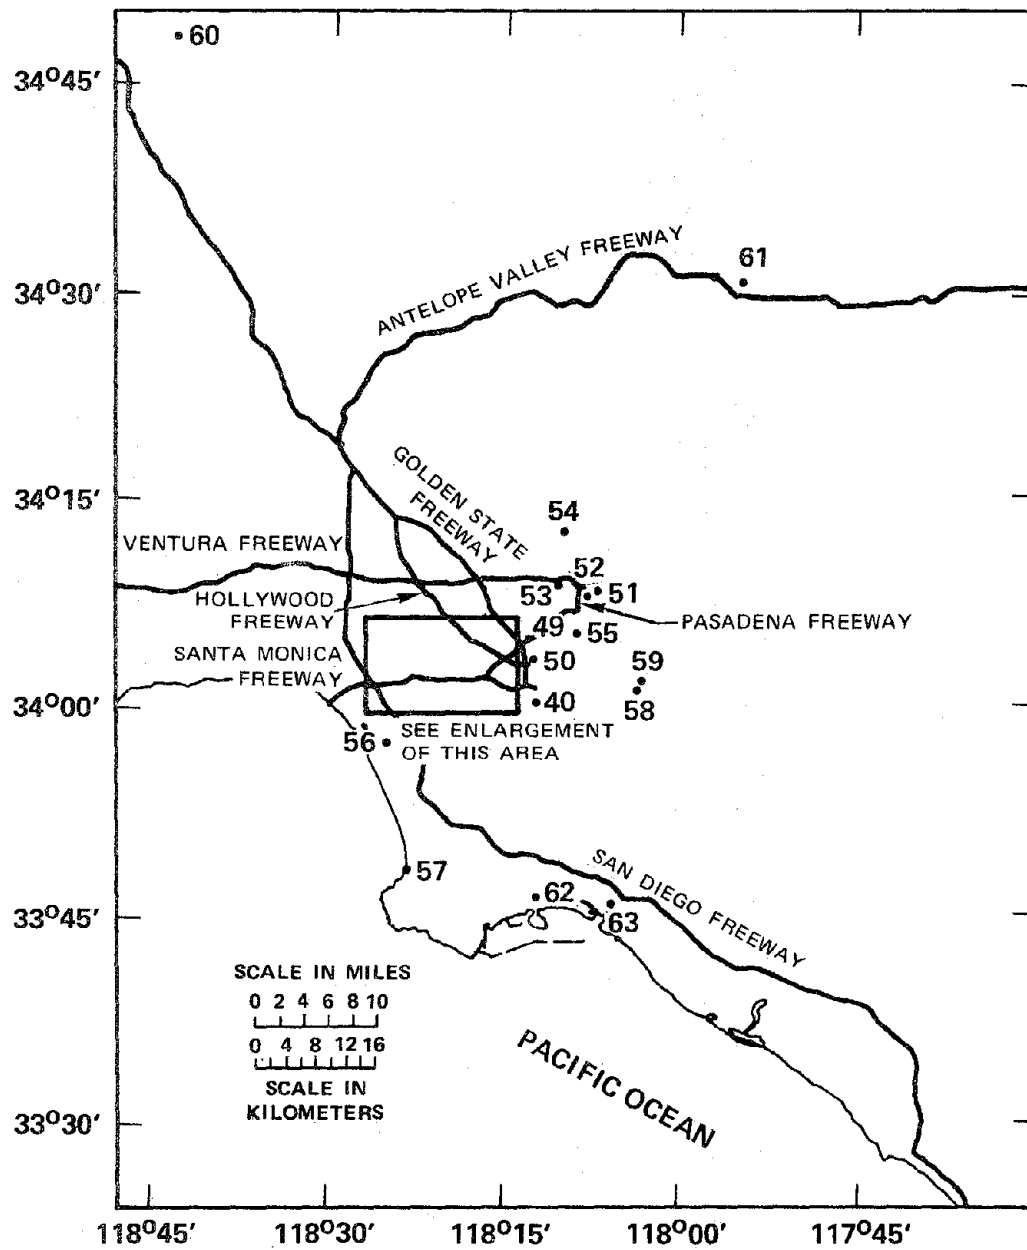 60
34°45'
ANTELOPE VALLEY FREEWAY
61
34°30'
GOLDEN STATE
FREEWAY
34°15'
54
VENTURA FREEWAY
52
53
51
HOLLYWOOD
FREEWAY
49
55
PASADENA FREEWAY
SANTA MONICA
FREEWAY
50
59
34°00'
40
58
56
SEE ENLARGEMENT
OF THIS AREA
57
SAN DIEGO FREEWAY
62
63
33°45'
SCALE IN MILES
0 2 4 6 8 10
0 4 8 12 16
SCALE IN
KILOMETERS
PACIFIC OCEAN
33°30'
118°45' 118°30' 118°15' 118°00' 117°45'